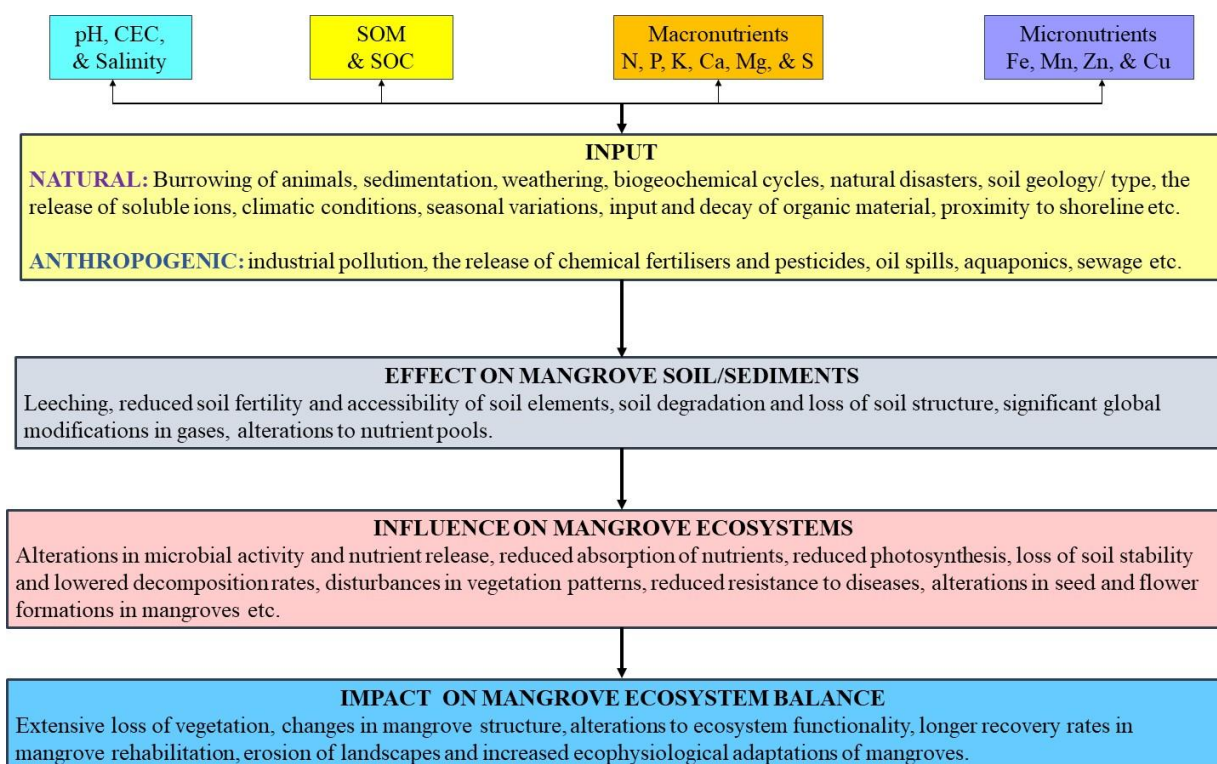 pH, CEC,
& Salinity
SOM
& SOC
Macronutrients
N, P, K, Ca, Mg, & S
Micronutrients
Fe, Mn, Zn, & Cu
INPUT
NATURAL: Burrowing of animals, sedimentation, weathering, biogeochemical cycles, natural disasters, soil geology/ type, the
release of soluble ions, climatic conditions, seasonal variations, input and decay of organic material, proximity to shoreline etc.
ANTHROPOGENIC: industrial pollution, the release of chemical fertilisers and pesticides, oil spills, aquaponics, sewage etc.
EFFECT ON MANGROVE SOIL/SEDIMENTS
Leeching, reduced soil fertility and accessibility of soil elements, soil degradation and loss of soil structure, significant global
modifications in gases, alterations to nutrient pools.
INFLUENCE ON MANGROVE ECOSYSTEMS
Alterations in microbial activity and nutrient release, reduced absorption of nutrients, reduced photosynthesis, loss of soil stability
and lowered decomposition rates, disturbances in vegetation patterns, reduced resistance to diseases, alterations in seed and flower
formations in mangroves etc.
IMPACT ON MANGROVE ECOSYSTEM BALANCE
Extensive loss of vegetation, changes in mangrove structure, alterations to ecosystem functionality, longer recovery rates in
mangrove rehabilitation, erosion of landscapes and increased ecophysiological adaptations of mangroves.